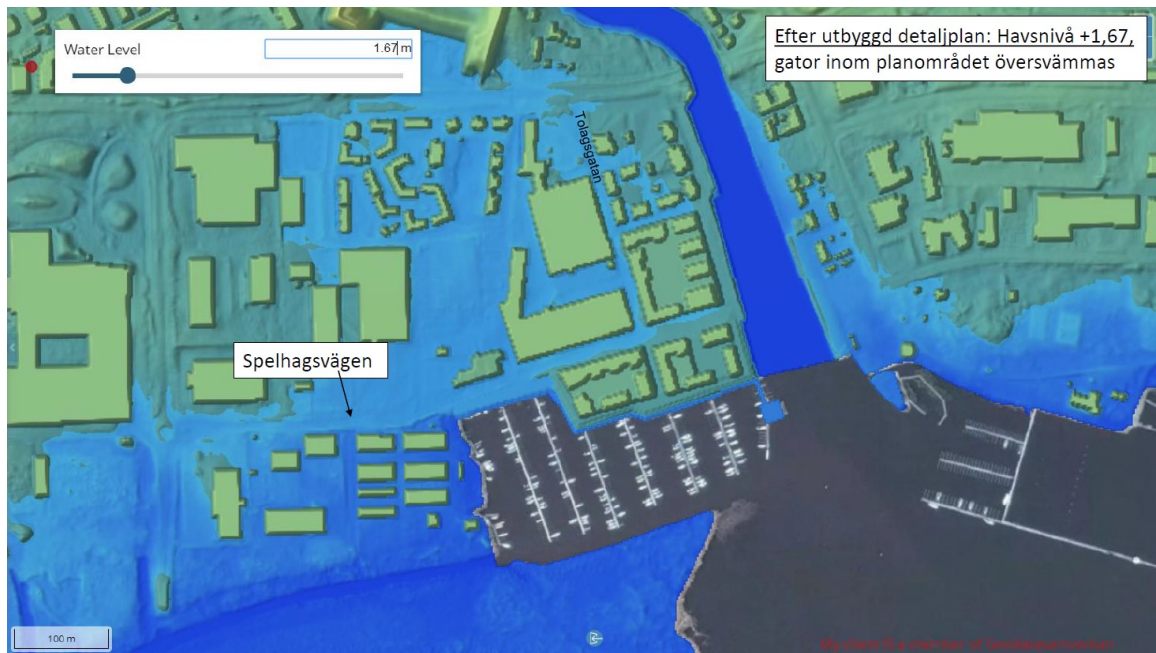 Water Level
1.67 m
Efter utbyggd detaljplan: Havsnivå +1,67,
gator inom planområdet översvämmas
Tolagsgatan
Spelhagsvägen
100 m